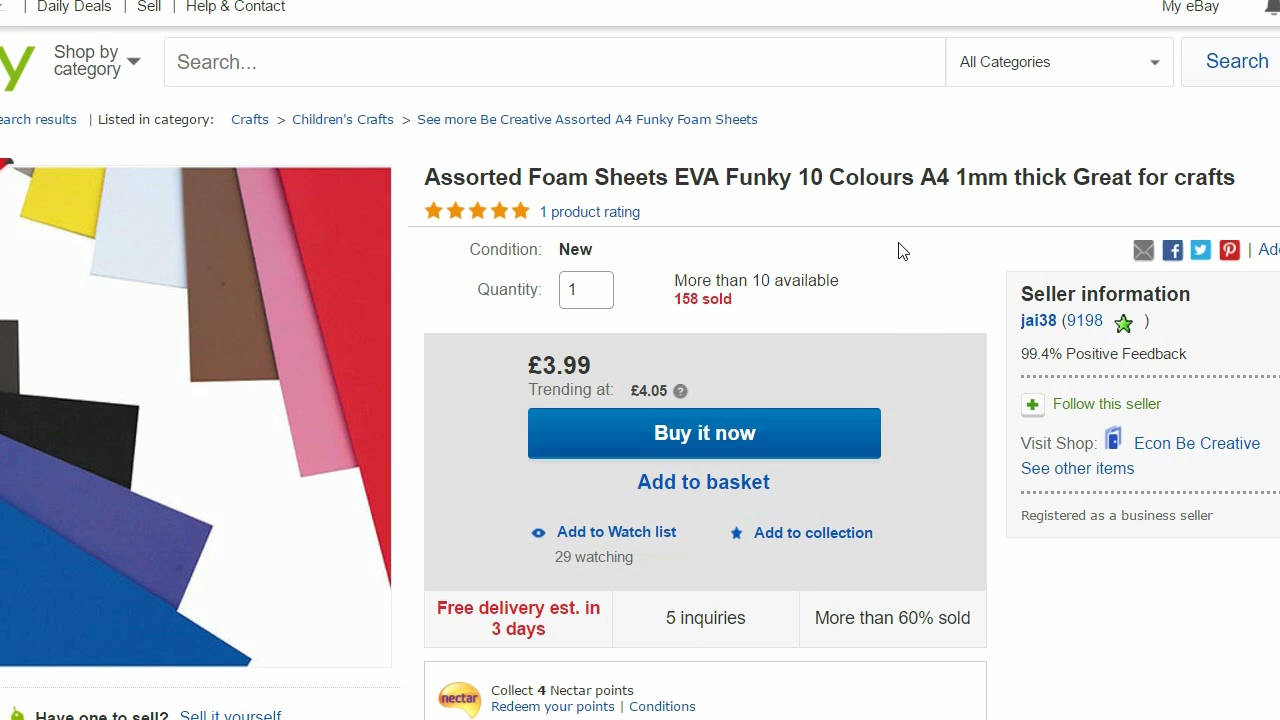 Daily Deals | Sell | Help & Contact
My eBay
y
Shop by
category
Search...
All Categories
Search
earch results | Listed in category: Crafts > Children's Crafts > See more Be Creative Assorted A4 Funky Foam Sheets
Assorted Foam Sheets EVA Funky 10 Colours A4 1mm thick Great for crafts
1 product rating
Condition: New
Quantity: 1
More than 10 available
158 sold
£3.99
Trending at: £4.05 ?
Buy it now
Add to basket
Add to Watch list
Add to collection
29 watching
Free delivery est. in
3 days
5 inquiries
More than 60% sold
nectar
Collect 4 Nectar points
Redeem your points | Conditions
| Add
Seller information
jai38 (9198 )
99.4% Positive Feedback
Follow this seller
Visit Shop: Econ Be Creative
See other items
Registered as a business seller
Have one to sell? Sell it yourself